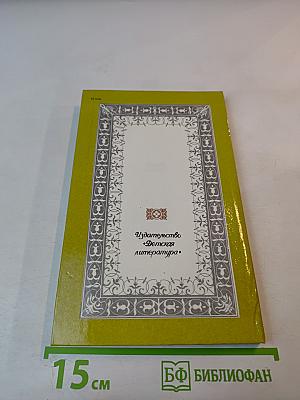 Издательство
«Детская
литература»
15 см
БФ БИБЛИОФАН